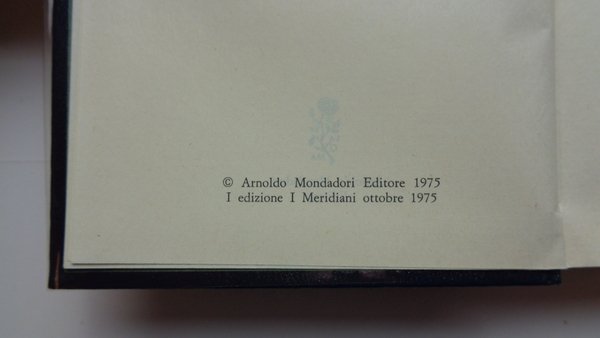 © Arnoldo Mondadori Editore 1975
I edizione I Meridiani ottobre 1975